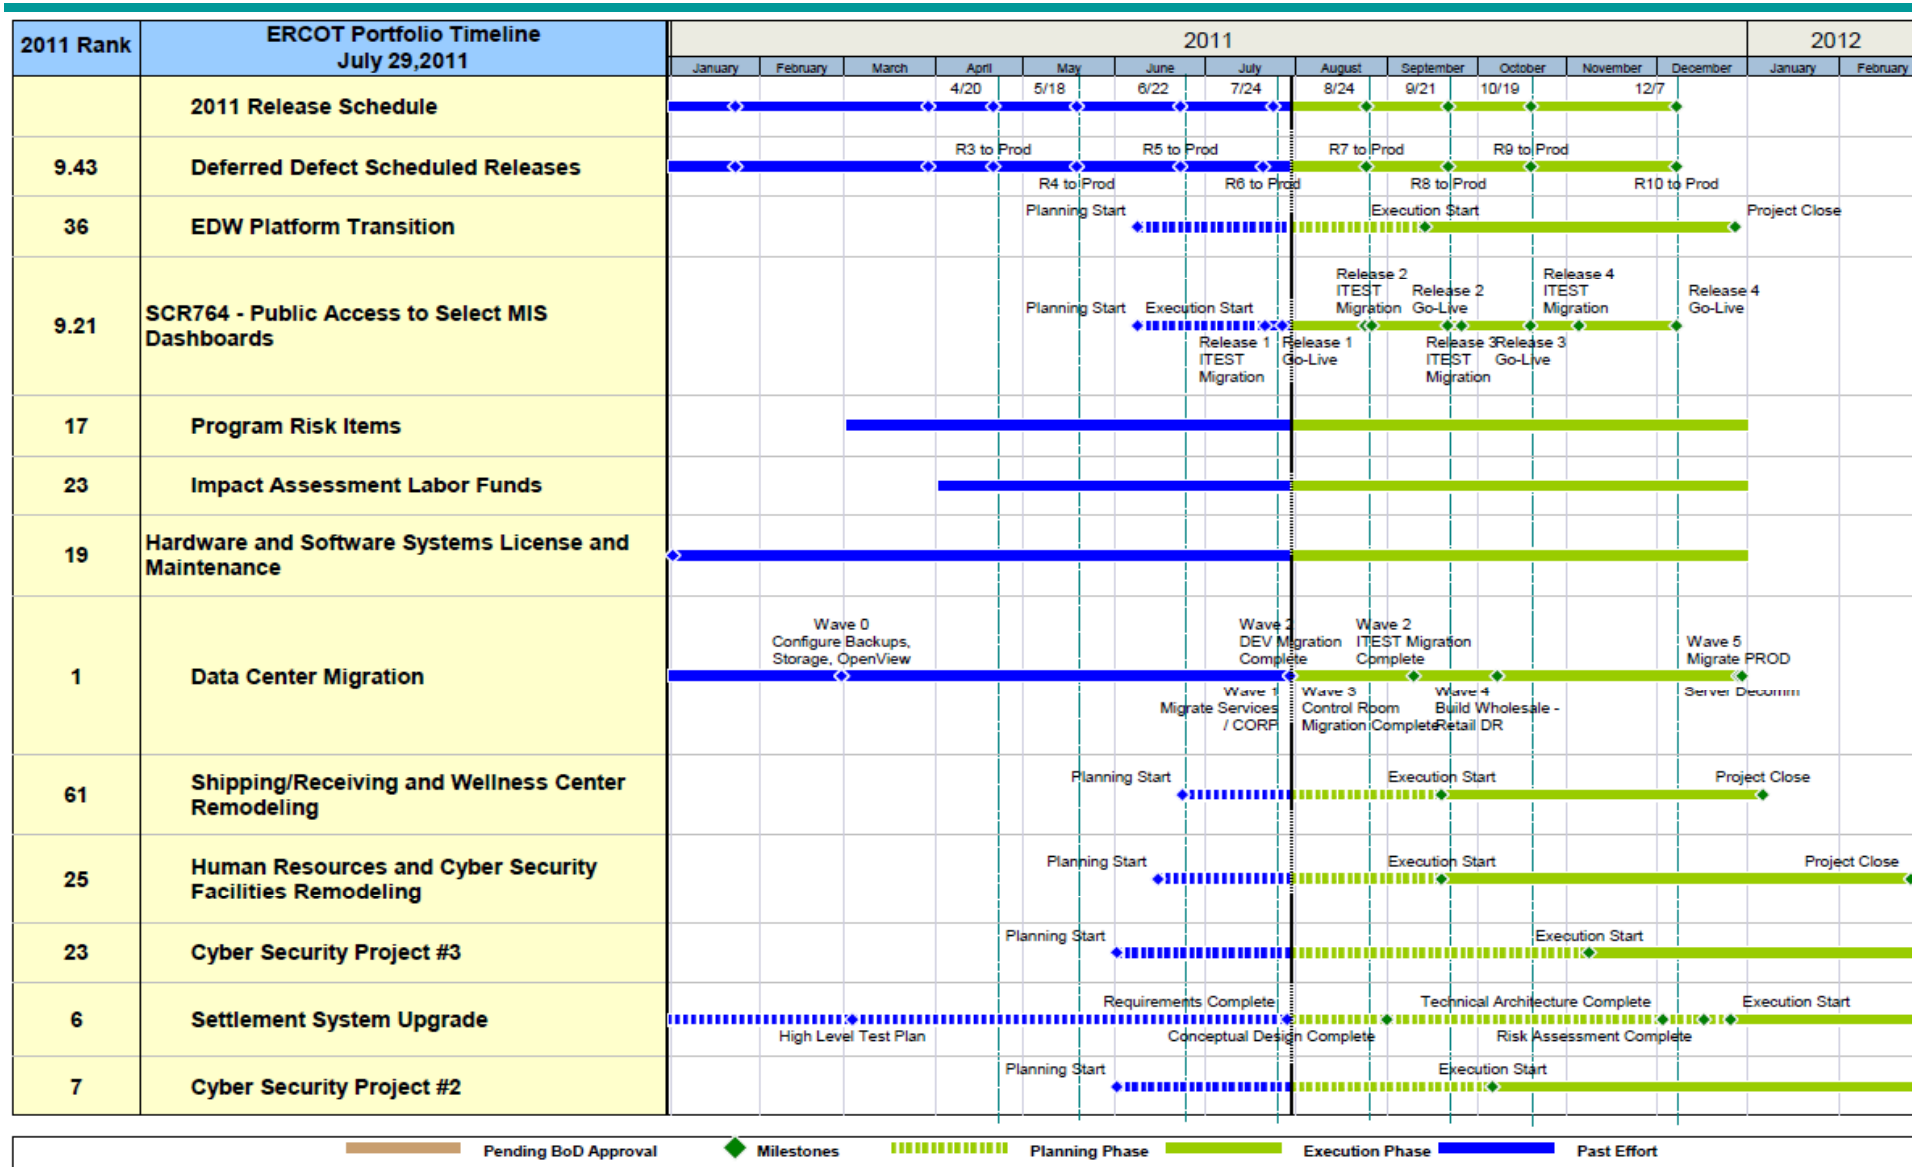 2011 Rank
ERCOT Portfolio Timeline
July 29,2011
2011
2012
January February March April May June July August September October November December January February
2011 Release Schedule
4/20 5/18 6/22 7/24 8/24 9/21 10/19 12/7
9.43
Deferred Defect Scheduled Releases
R3 to Prod R5 to Prod R7 to Prod R9 to Prod
R4 to Prod R6 to Prod R8 to Prod R10 to Prod
36
EDW Platform Transition
Planning Start Execution Start Project Close
9.21
SCR764 - Public Access to Select MIS
Dashboards
Planning Start Execution Start
Release 2
ITEST
Migration
Release 2
Go-Live
Release 4
ITEST
Migration
Release 4
Go-Live
Release 1
ITEST
Migration
Release 1
Go-Live
Release 3
ITEST
Migration
Release 3
Go-Live
17
Program Risk Items
23
Impact Assessment Labor Funds
19
Hardware and Software Systems License and
Maintenance
1
Data Center Migration
Wave 0
Configure Backups,
Storage, OpenView
Wave 2
DEV Migration
Complete
Wave 2
ITEST Migration
Complete
Wave 5
Migrate PROD
Wave 1
Migrate Services
/ CORP
Wave 3
Control Room
Migration Complete
Wave 4
Build Wholesale -
Retail DR
Server Decomm
61
Shipping/Receiving and Wellness Center
Remodeling
Planning Start Execution Start Project Close
25
Human Resources and Cyber Security
Facilities Remodeling
Planning Start Execution Start Project Close
23
Cyber Security Project #3
Planning Start Execution Start
6
Settlement System Upgrade
Requirements Complete Technical Architecture Complete Execution Start
High Level Test Plan Conceptual Design Complete Risk Assessment Complete
7
Cyber Security Project #2
Planning Start Execution Start
Pending BoD Approval Milestones Planning Phase Execution Phase Past Effort